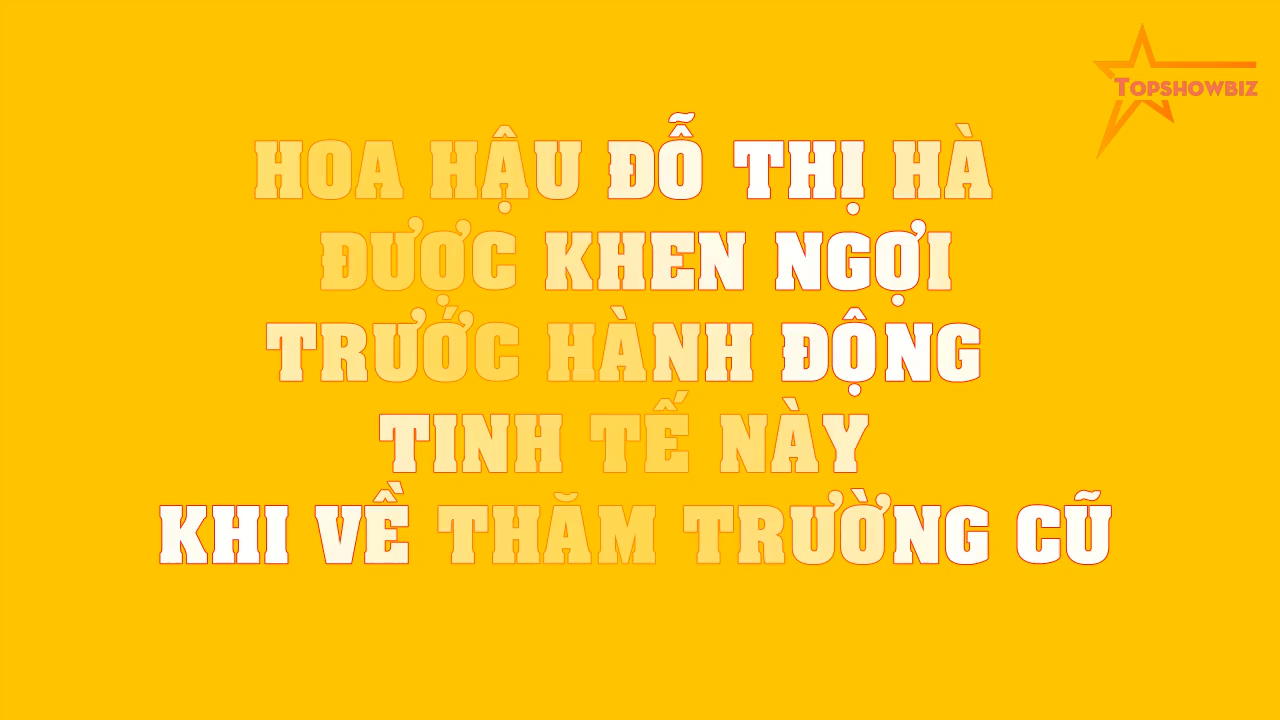 TOPSHOWBIZ
HOA HẬU ĐỖ THỊ HÀ
ĐƯỢC KHEN NGỢI
TRƯỚC HÀNH ĐỘNG
TINH TẾ NÀY
KHI VỀ THĂM TRƯỜNG CŨ